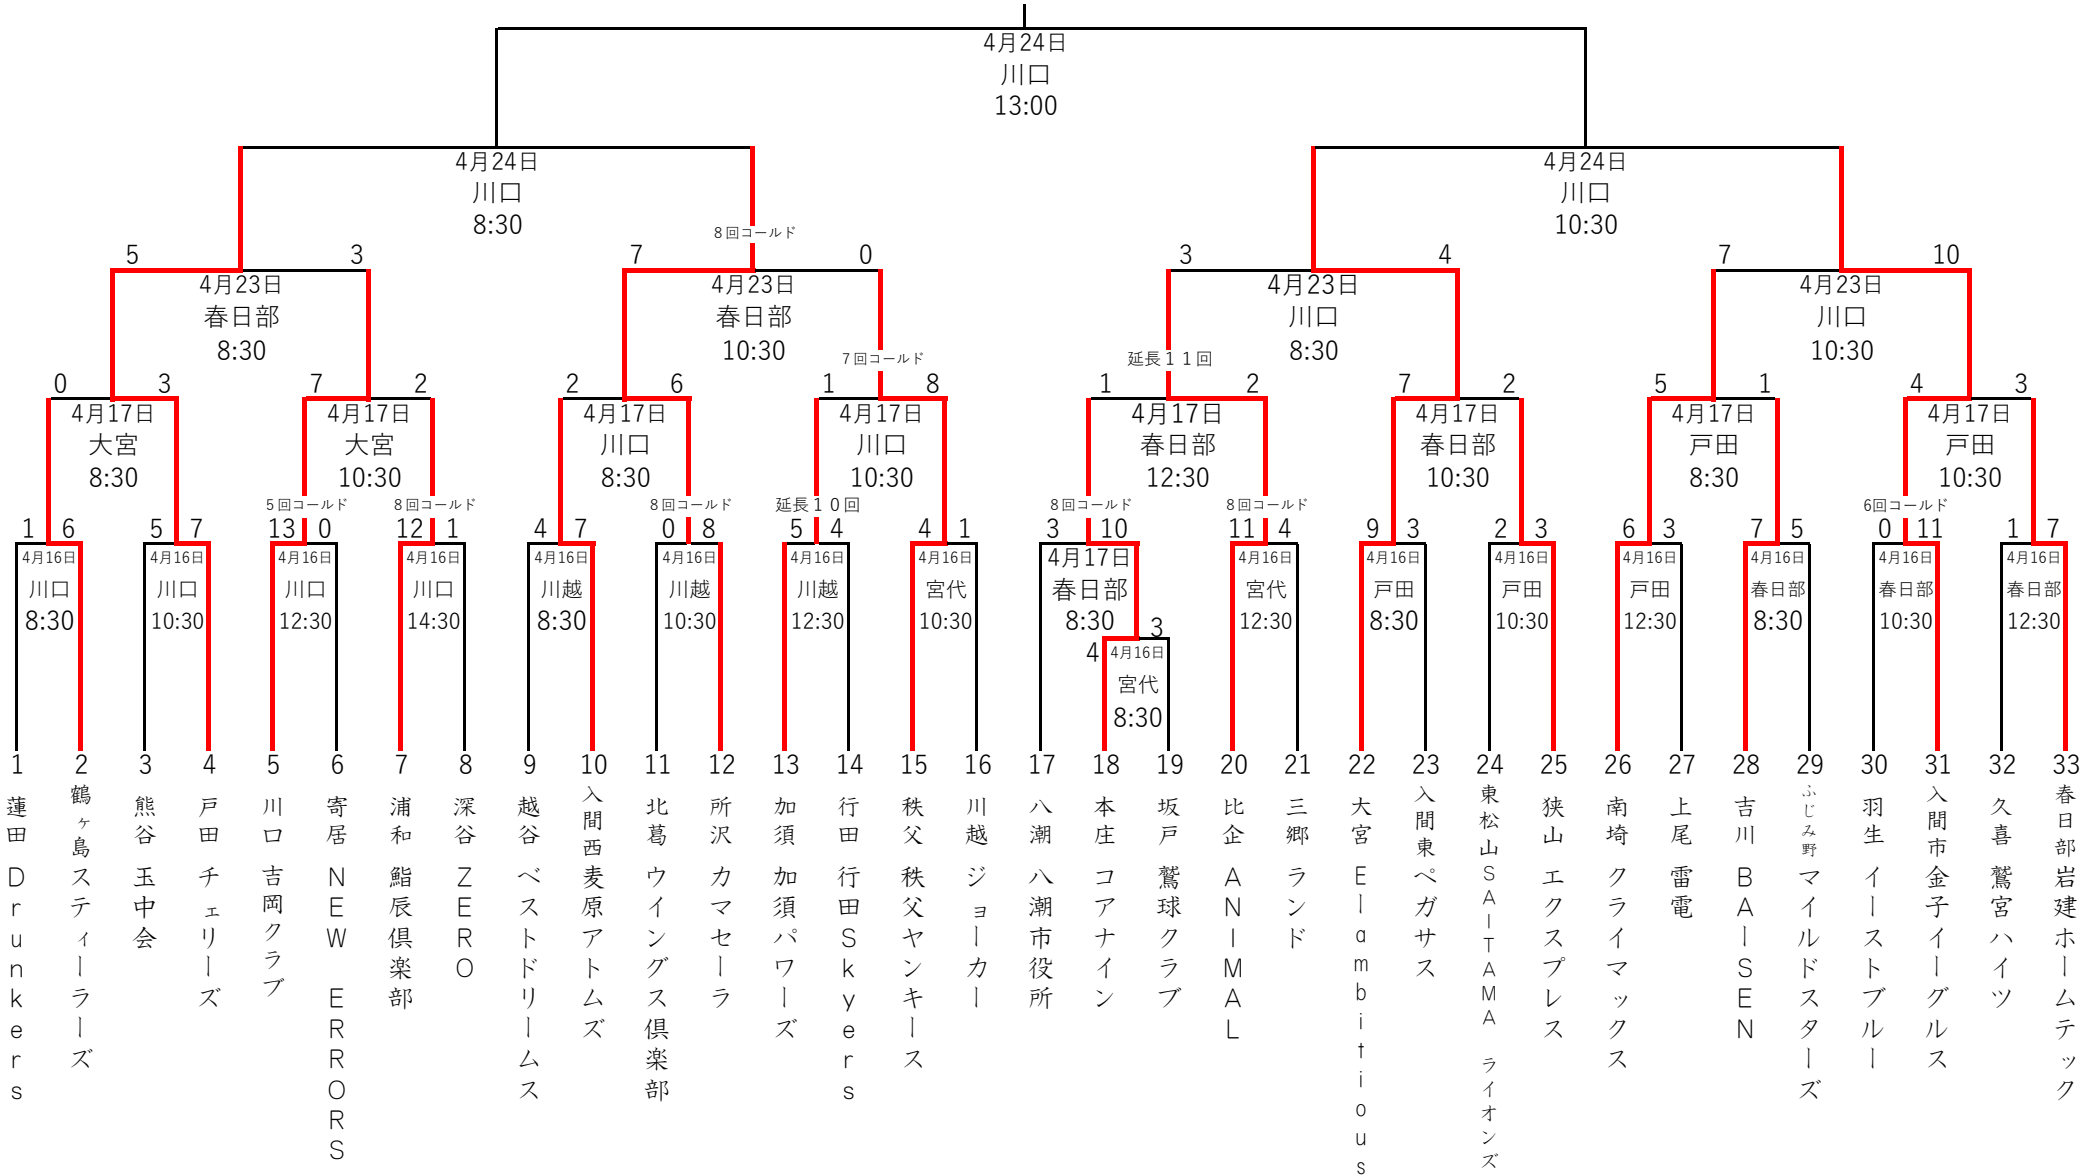 4月24日
川口
13:00
4月24日
川口
8:30
4月24日
川口
10:30
8回コールド
5 3 7 0 3 4 7 10
4月23日
春日部
8:30
4月23日
春日部
10:30
4月23日
川口
8:30
4月23日
川口
10:30
7回コールド
延長11回
0 3 7 2 2 6 1 8 1 2 7 2 5 1 4 3
4月17日
大宮
8:30
4月17日
大宮
10:30
4月17日
川口
8:30
4月17日
川口
10:30
4月17日
春日部
12:30
4月17日
春日部
10:30
4月17日
戸田
8:30
4月17日
戸田
10:30
5回コールド
8回コールド
8回コールド
延長10回
8回コールド
8回コールド
6回コールド
1 6 5 7 13 0 12 1 4 7 0 8 5 4 4 1 3 10 11 4 9 3 2 3 6 3 7 5 0 11 1 7
4月16日
川口
8:30
4月16日
川口
10:30
4月16日
川口
12:30
4月16日
川口
14:30
4月16日
川越
8:30
4月16日
川越
10:30
4月16日
川越
12:30
4月16日
宮代
10:30
4月17日
春日部
8:30
4月16日
宮代
12:30
4月16日
戸田
8:30
4月16日
戸田
10:30
4月16日
戸田
12:30
4月16日
春日部
8:30
4月16日
春日部
10:30
4月16日
春日部
12:30
4 3
4月16日
宮代
8:30
1 蓮田 Drunkers
2 鶴ヶ島スティーラーズ
3 熊谷 玉中会
4 戸田 チェリーズ
5 川口 吉岡クラブ
6 寄居 NEW ERRORS
7 浦和 鮨辰倶楽部
8 深谷 ZERO
9 越谷 ベストドリームス
10 入間西麦原アトムズ
11 北葛 ウイングス倶楽部
12 所沢 カマセーラ
13 加須 加須パワーズ
14 行田 行田Skyers
15 秩父 秩父ヤンキース
16 川越 ジョーカー
17 八潮 八潮市役所
18 本庄 コアナイン
19 坂戸 鷲球クラブ
20 比企 ANIMAL
21 三郷 ランド
22 大宮 Elambitious
23 入間東ペガサス
24 東松山SAITAMA ライオンズ
25 狭山 エクスプレス
26 南埼 クライマックス
27 上尾 雷電
28 吉川 BAISEN
29 ふじみ野マイルドスターズ
30 羽生 イーストブルー
31 入間市金子イーグルス
32 久喜 鷲宮ハイツ
33 春日部岩建ホームテック